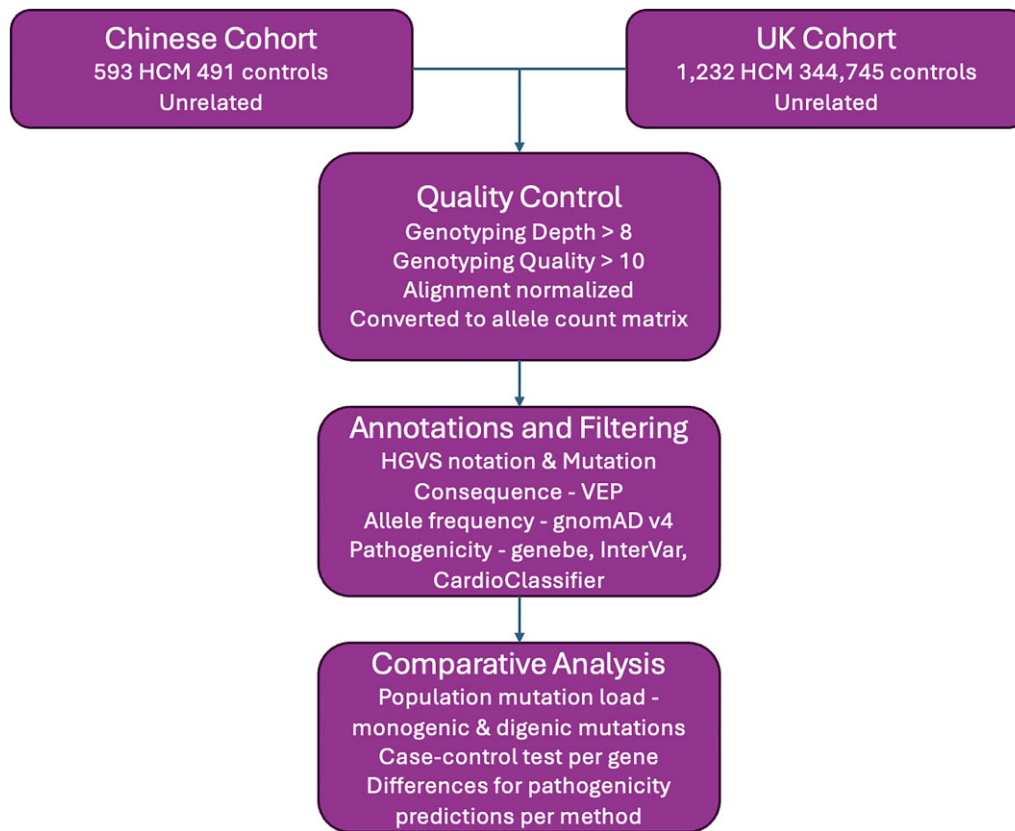 Chinese Cohort
593 HCM 491 controls
Unrelated
UK Cohort
1,232 HCM 344,745 controls
Unrelated
Quality Control
Genotyping Depth > 8
Genotyping Quality > 10
Alignment normalized
Converted to allele count matrix
Annotations and Filtering
HGVS notation & Mutation
Consequence - VEP
Allele frequency - gnomAD v4
Pathogenicity - genebe, InterVar,
CardioClassifier
Comparative Analysis
Population mutation load -
monogenic & digenic mutations
Case-control test per gene
Differences for pathogenicity
predictions per method